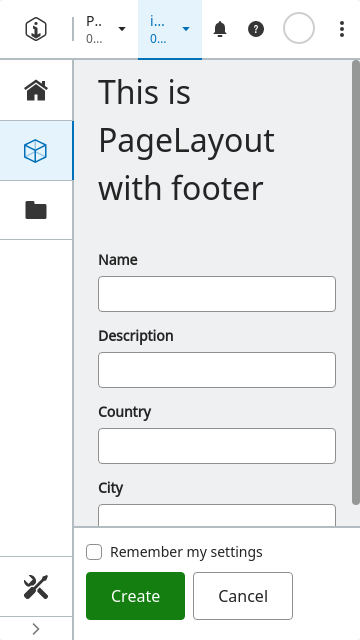 P..
0...
i...
0...
This is
PageLayout
with footer
Name
Description
Country
City
Remember my settings
Create
Cancel